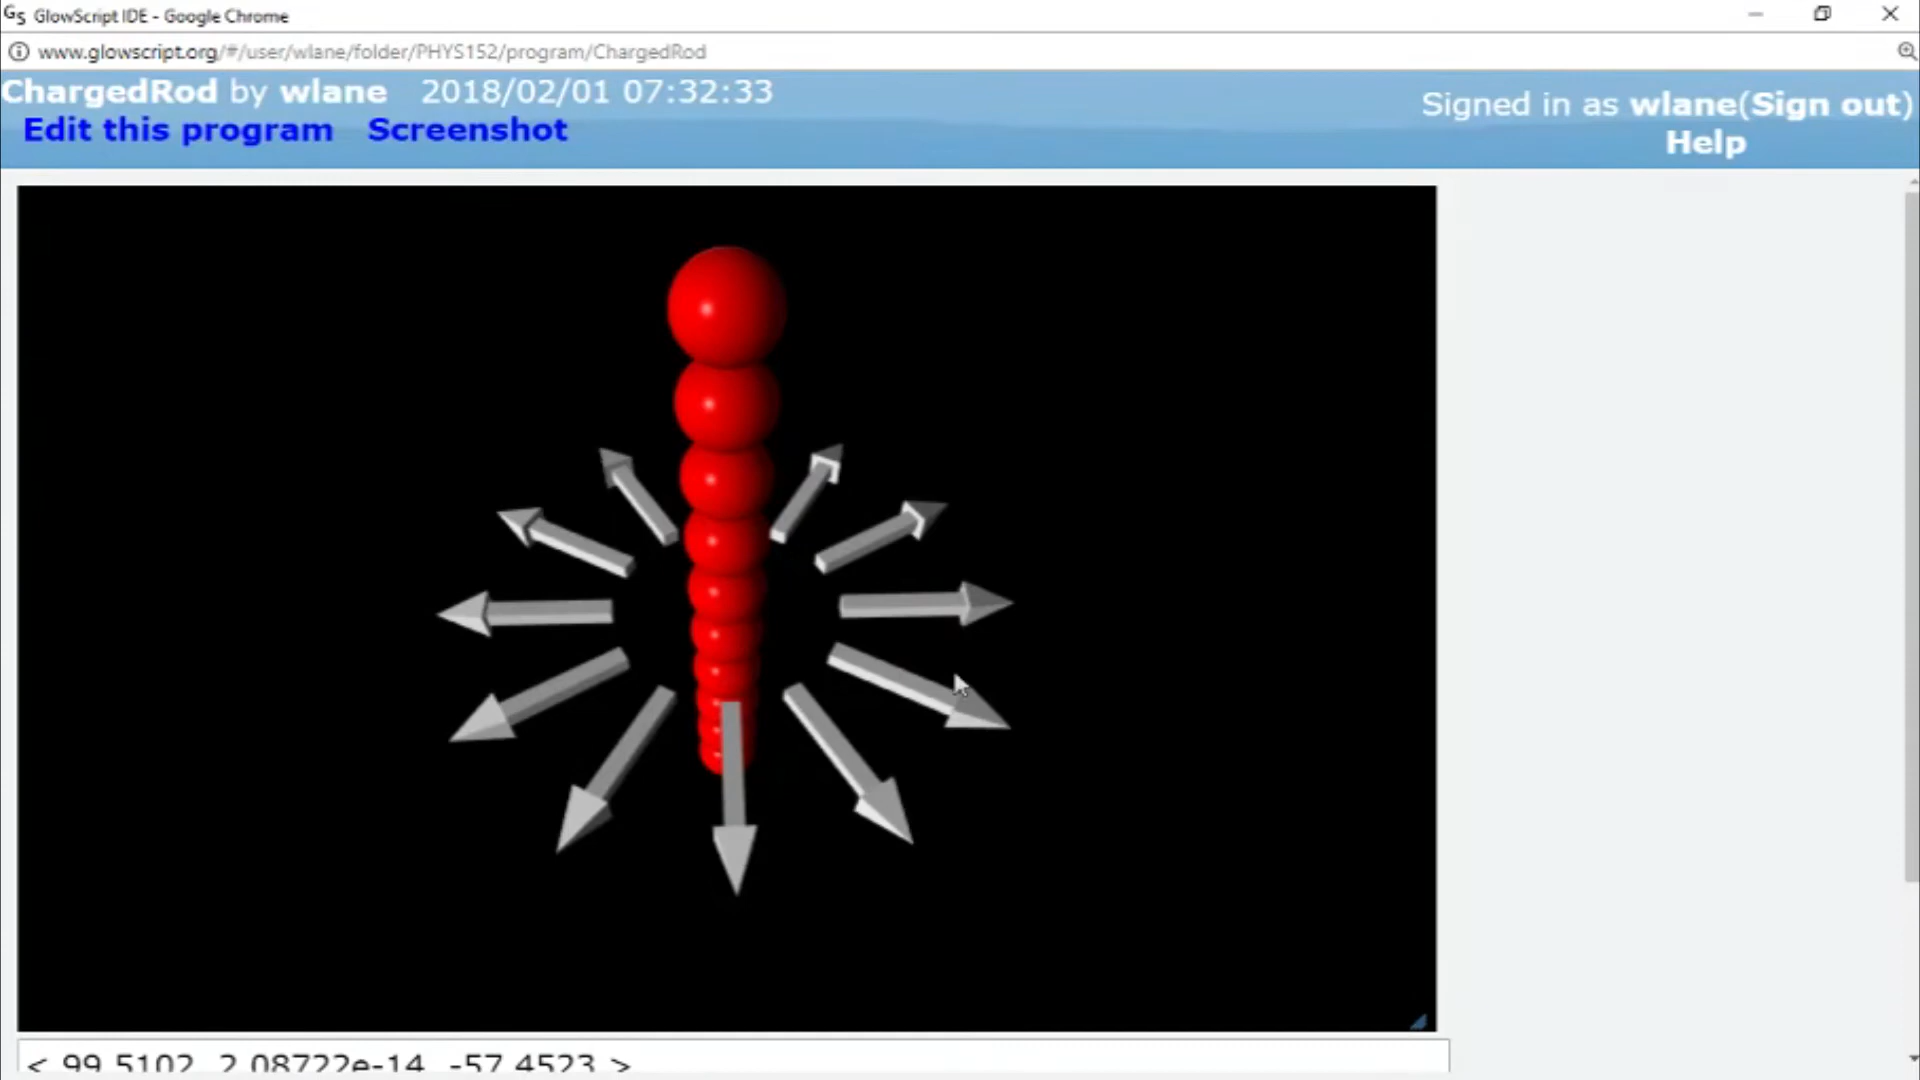 GlowScript IDE - Google Chrome
www.glowscript.org/#/user/wlane/folder/PHYS152/program/ChargedRod
ChargedRod by wlane 2018/02/01 07:32:33
Signed in as wlane(Sign out)
Edit this program Screenshot
Help
< 99.5102, 2.08722e-14, -57.4523 >